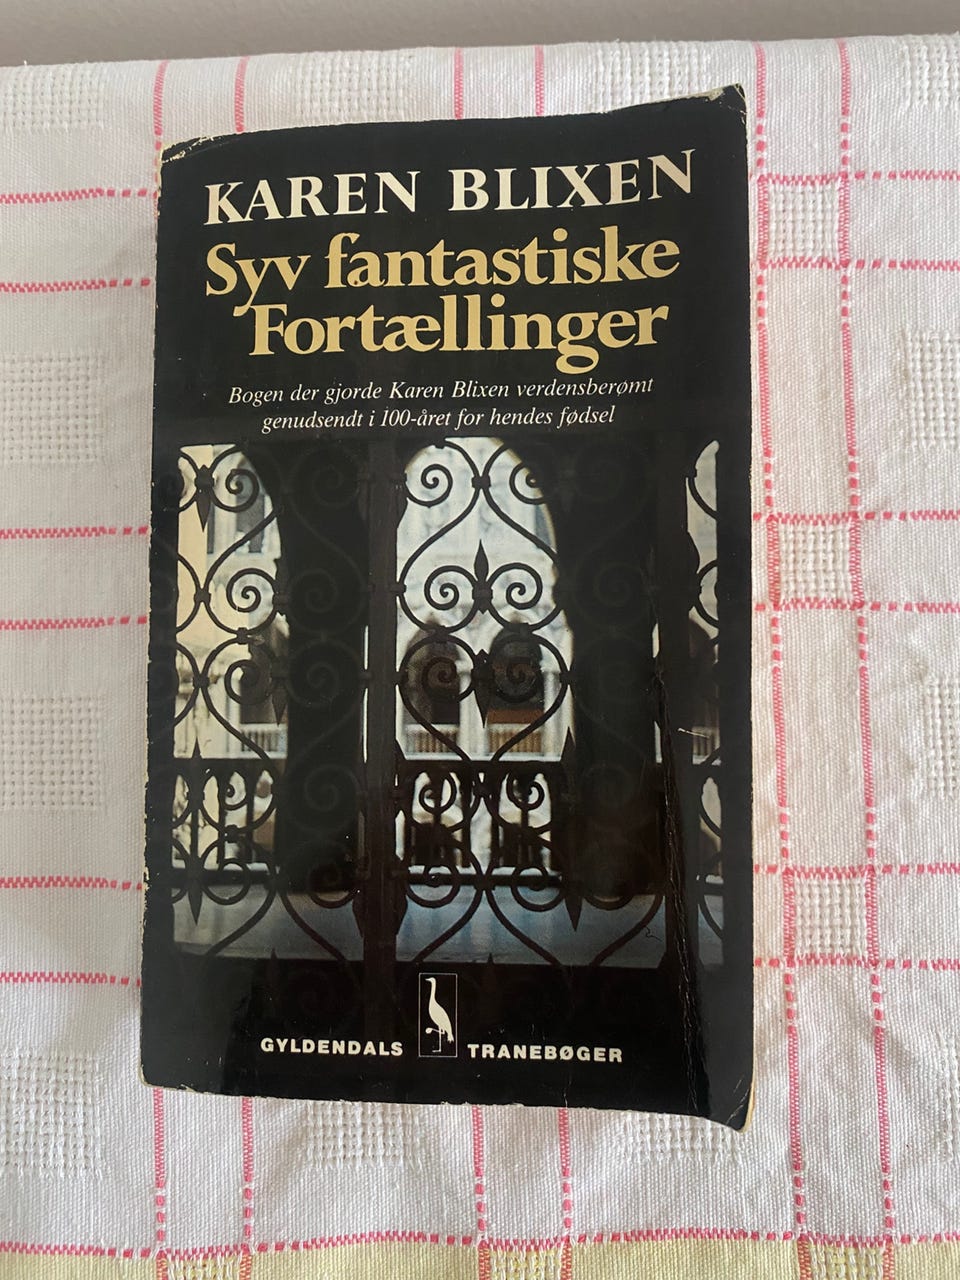 KAREN BLIXEN
Syv fantastiske
Fortællinger
Bogen der gjorde Karen Blixen verdensberømt
genudsendt i 100-året for hendes fødsel
GYLDENDALS TRANEBØGER